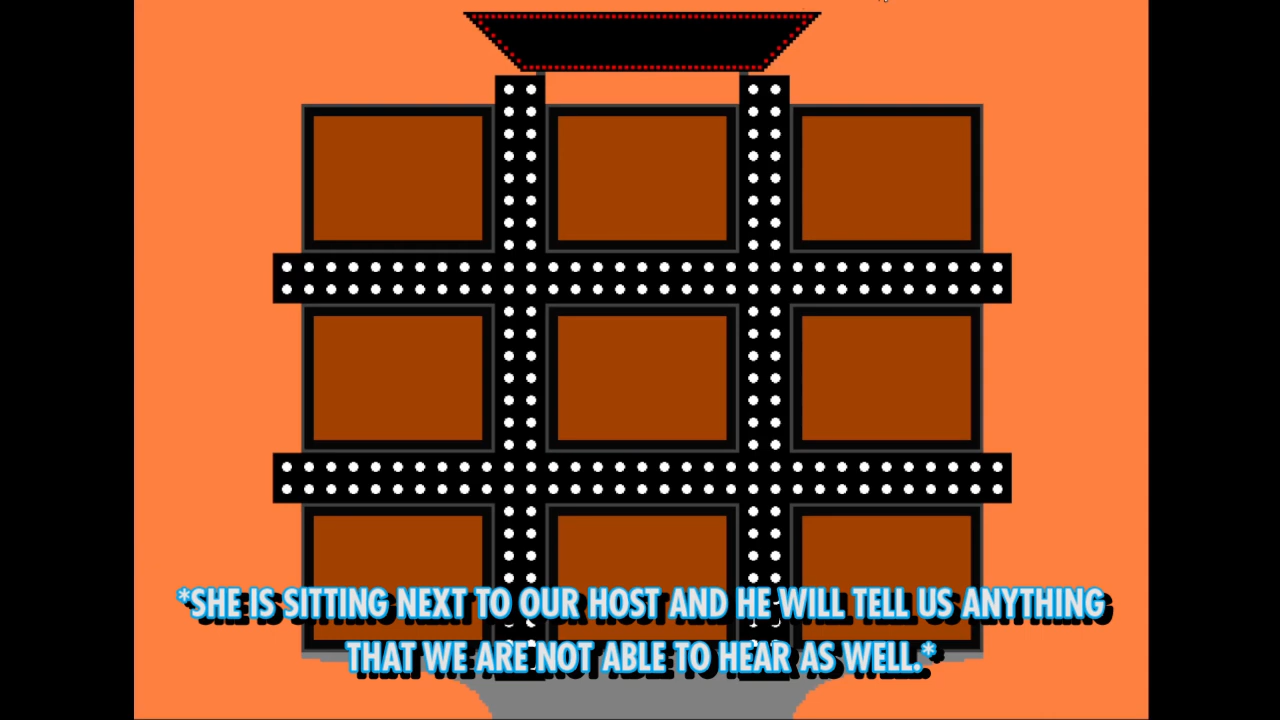 *SHE IS SITTING NEXT TO OUR HOST AND HE WILL TELL US ANYTHING
THAT WE ARE NOT ABLE TO HEAR AS WELL.*